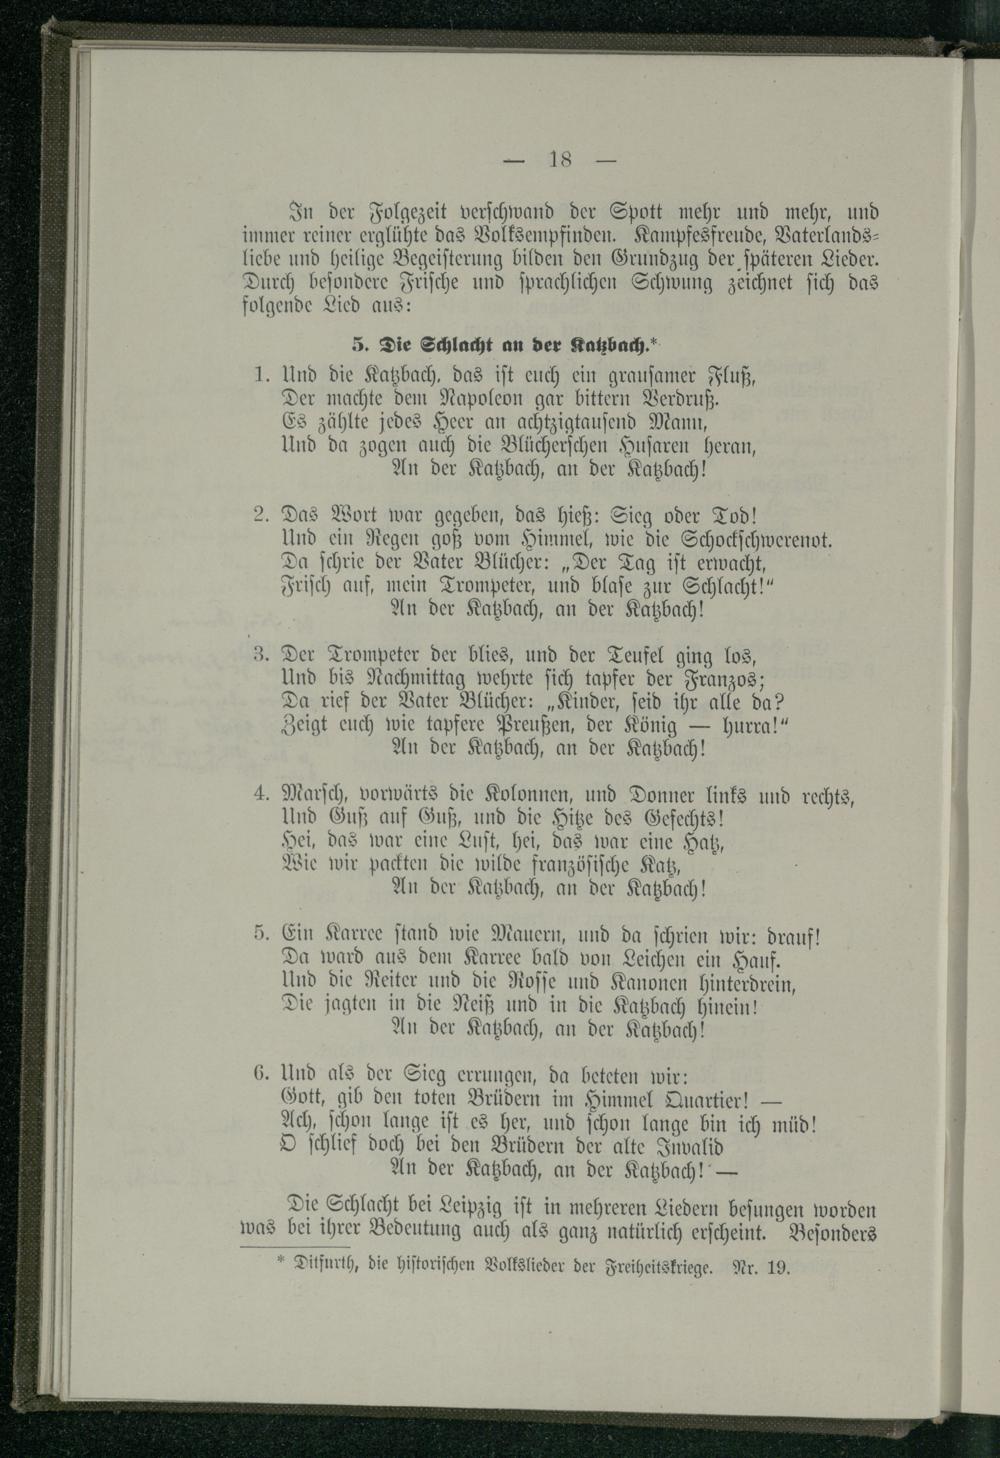 — 18 —
In der Folgezeit verschwand der Spott mehr und mehr, und
immer reiner erglühte das Volksempfinden. Kampfesfreude, Vaterlands-
liebe und heilige Begeisterung bilden den Grundzug der späteren Lieder.
Durch besondere Frische und sprachlichen Schwung zeichnet sich das
folgende Lied aus:
5. Die Schlacht an der Katzbach.*
1. Und die Katzbach, das ist euch ein grausamer Fluß,
Der machte dem Napoleon gar bittern Verdruß.
Es zählte jedes Heer an achtzigtausend Mann,
Und da zogen auch die Blücherschen Husaren heran,
An der Katzbach, an der Katzbach!
2. Das Wort war gegeben, das hieß: Sieg oder Tod!
Und ein Regen goß vom Himmel, wie die Schockschwerenot.
Da schrie der Vater Blücher: „Der Tag ist erwacht,
Frisch auf, mein Trompeter, und blase zur Schlacht!“
An der Katzbach, an der Katzbach!
3. Der Trompeter der blies, und der Teufel ging los,
Und bis Nachmittag wehrte sich tapfer der Franzos;
Da rief der Vater Blücher: „Kinder, seid ihr alle da?
Zeigt euch wie tapfere Preußen, der König — hurra!“
An der Katzbach, an der Katzbach!
4. Marsch, vorwärts die Kolonnen, und Donner links und rechts,
Und Guß auf Guß, und die Hitze des Gefechts!
Hei, das war eine Lust, hei, das war eine Hatz,
Wie wir packten die wilde französische Katz,
An der Katzbach, an der Katzbach!
5. Ein Karree stand wie Mauern, und da schrien wir: drauf!
Da ward aus dem Karree bald von Leichen ein Hauf.
Und die Reiter und die Rosse und Kanonen hinterdrein,
Die jagten in die Neiß und in die Katzbach hinein!
An der Katzbach, an der Katzbach!
6. Und als der Sieg errungen, da beteten wir:
Gott, gib den toten Brüdern im Himmel Quartier! —
Ach, schon lange ist es her, und schon lange bin ich müd!
O schlief doch bei den Brüdern der alte Invalid
An der Katzbach, an der Katzbach! —
Die Schlacht bei Leipzig ist in mehreren Liedern besungen worden
was bei ihrer Bedeutung auch als ganz natürlich erscheint. Besonders
* Ditfurth, die historischen Volkslieder der Freiheitskriege. Nr. 19.